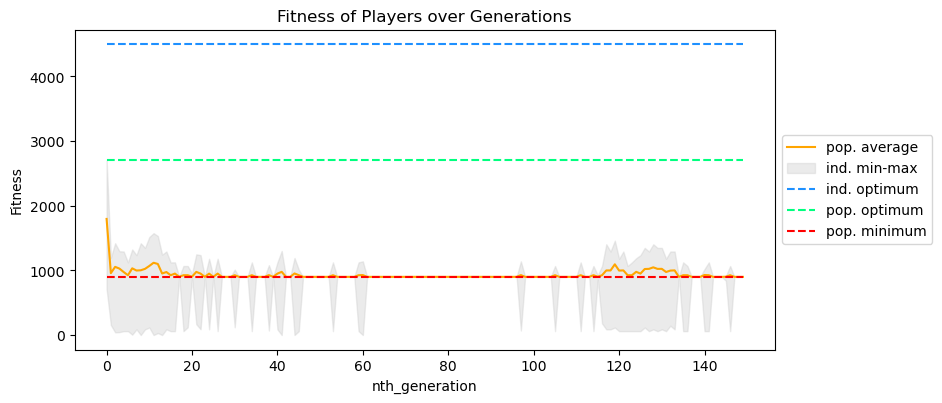 Fitness of Players over Generations
Fitness
4000
3000
2000
1000
0
0 20 40 60 80 100 120 140
nth_generation
pop. average
ind. min-max
ind. optimum
pop. optimum
pop. minimum